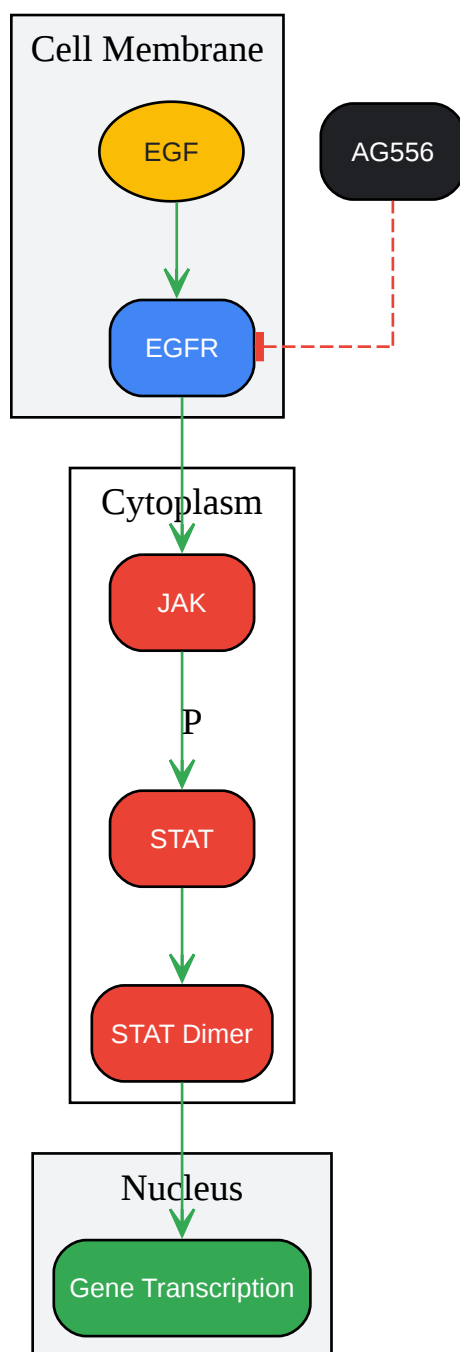 Cell Membrane
EGF
AG556
EGFR
Cytoplasm
JAK
P
STAT
STAT Dimer
Nucleus
Gene Transcription